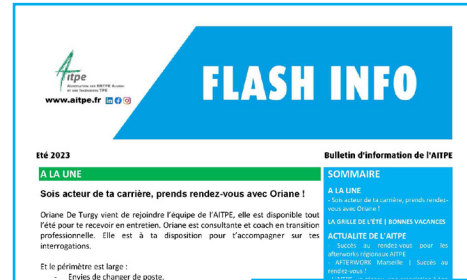 Aitpe
www.aitpe.fr
FLASH INFO
Eté 2023
Bulletin d'information de l'AITPE
A LA UNE
Sois acteur de ta carrière, prends rendez-vous avec Oriane !
Oriane De Turgy vient de rejoindre l'équipe de l'AITPE, elle est disponible tout
l'été pour te recevoir en entretien. Oriane est consultante et coach en transition
professionnelle. Elle est à ta disposition pour t'accompagner sur tes
interrogations.
Et le périmètre est large :
- Envies de changer de poste,
SOMMAIRE
A LA UNE
- Sois acteur de ta carrière, prends rendez-
vous avec Oriane !
LA GRILLE DE L'ÉTÉ | BONNES VACANCES
ACTUALITÉ DE L'AITPE
- Succès au rendez-vous pour les
afterworks régionaux AITPE
- AFTERWORK Marseille | Succès au
rendez-vous !